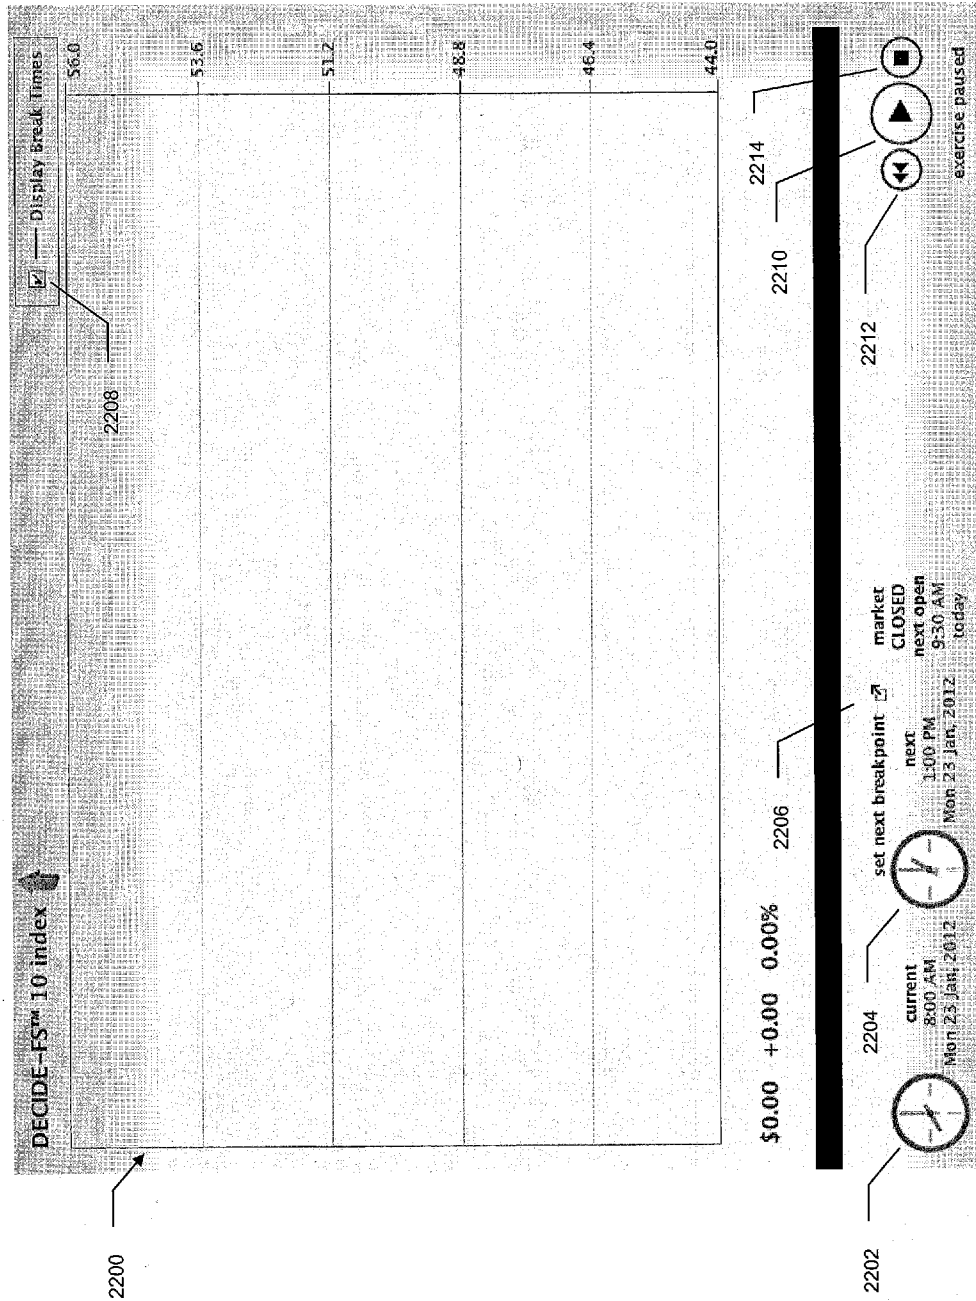 DECIDE-FS™ 10 index
Display Break Times
56.0
53.6
51.2
48.8
46.4
44.0
$0.00 +0.00 0.00%
current
8:00 AM
Mon 23 Jan, 2012
set next breakpoint
next
1:00 PM
Mon 23 Jan, 2012
market
CLOSED
next open
9:30 AM
today
exercise paused
2200
2202
2204
2206
2208
2210
2212
2214